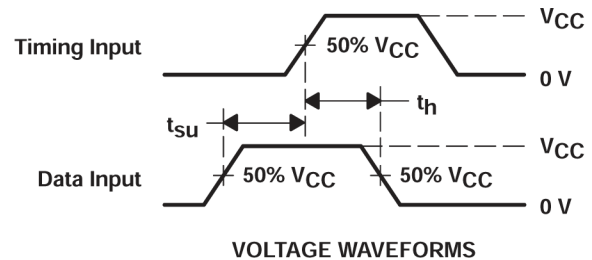 VCC
Timing Input
50% VCC
0 V
th
tsu
VCC
Data Input
50% VCC
50% VCC
0 V
VOLTAGE WAVEFORMS